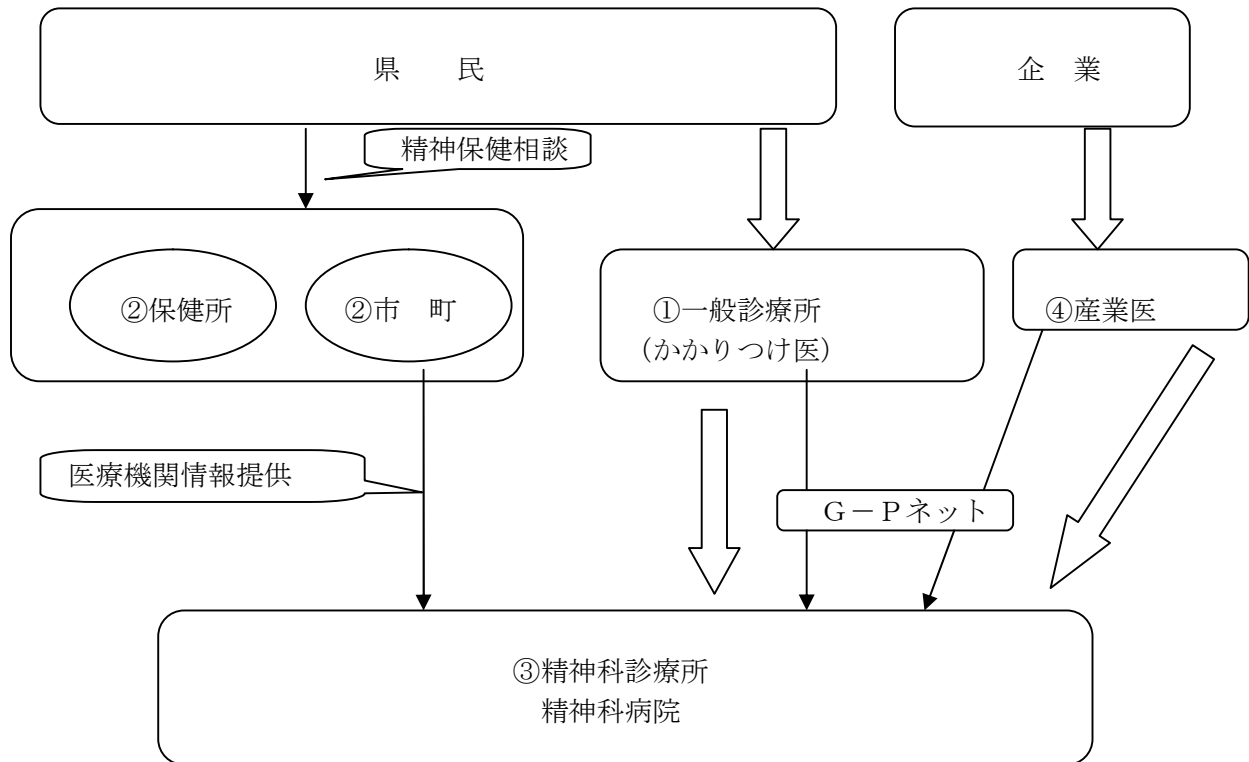 県　　民
企　業
精神保健相談
②保健所
②市　町
①一般診療所
（かかりつけ医）
④産業医
医療機関情報提供
Ｇ－Ｐネット
③精神科診療所
精神科病院